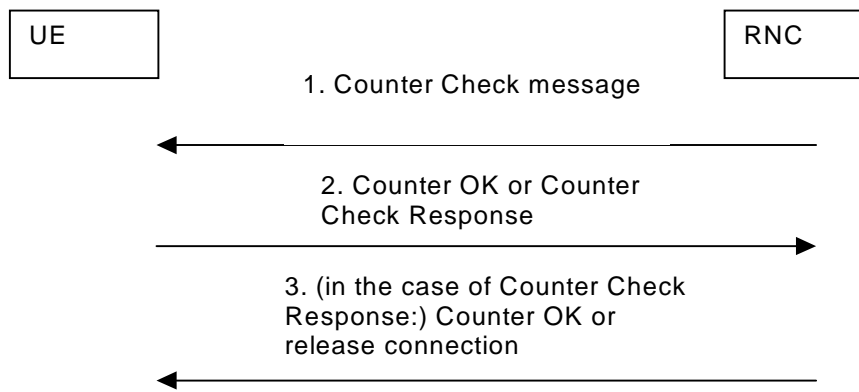 UE
RNC
1. Counter Check message
2. Counter OK or Counter
Check Response
3. (in the case of Counter Check
Response:) Counter OK or
release connection